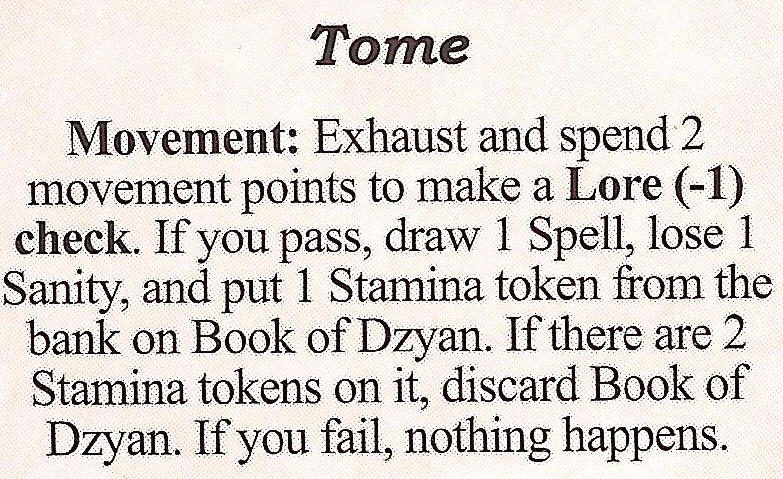 Tome
Movement: Exhaust and spend 2
movement points to make a Lore (-1)
check. If you pass, draw 1 Spell, lose 1
Sanity, and put 1 Stamina token from the
bank on Book of Dzyan. If there are 2
Stamina tokens on it, discard Book of
Dzyan. If you fail, nothing happens.